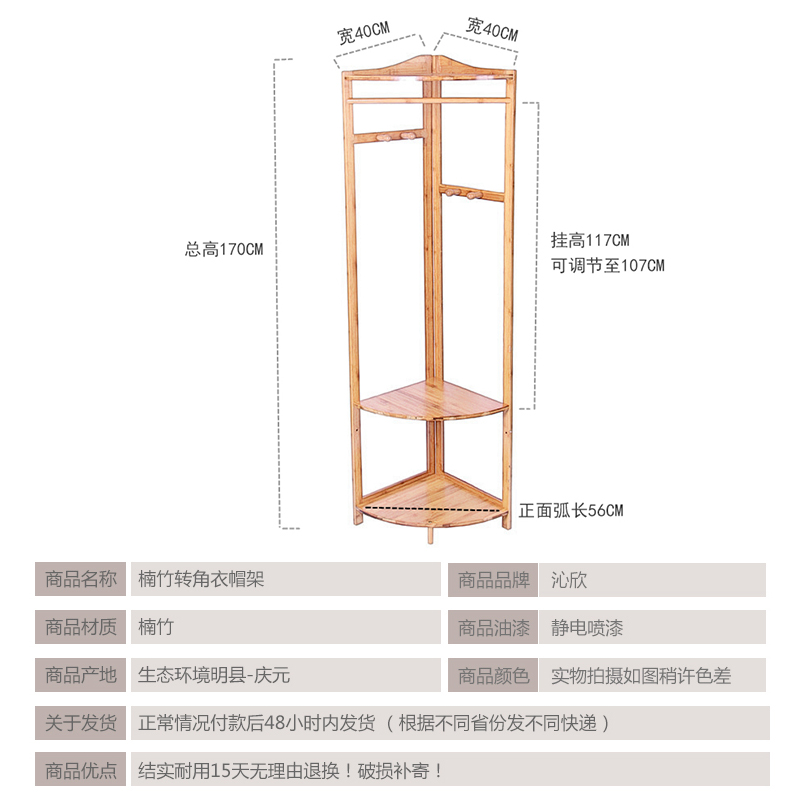 宽40CM
宽40CM
总高170CM
挂高117CM
可调节至107CM
正面弧长56CM
商品名称 楠竹转角衣帽架 商品品牌 沁欣
商品材质 楠竹 商品油漆 静电喷漆
商品产地 生态环境明县-庆元 商品颜色 实物拍摄如图稍许色差
关于发货 正常情况付款后48小时内发货 （根据不同省份发不同快递）
商品优点 结实耐用15天无理由退换！破损补寄！